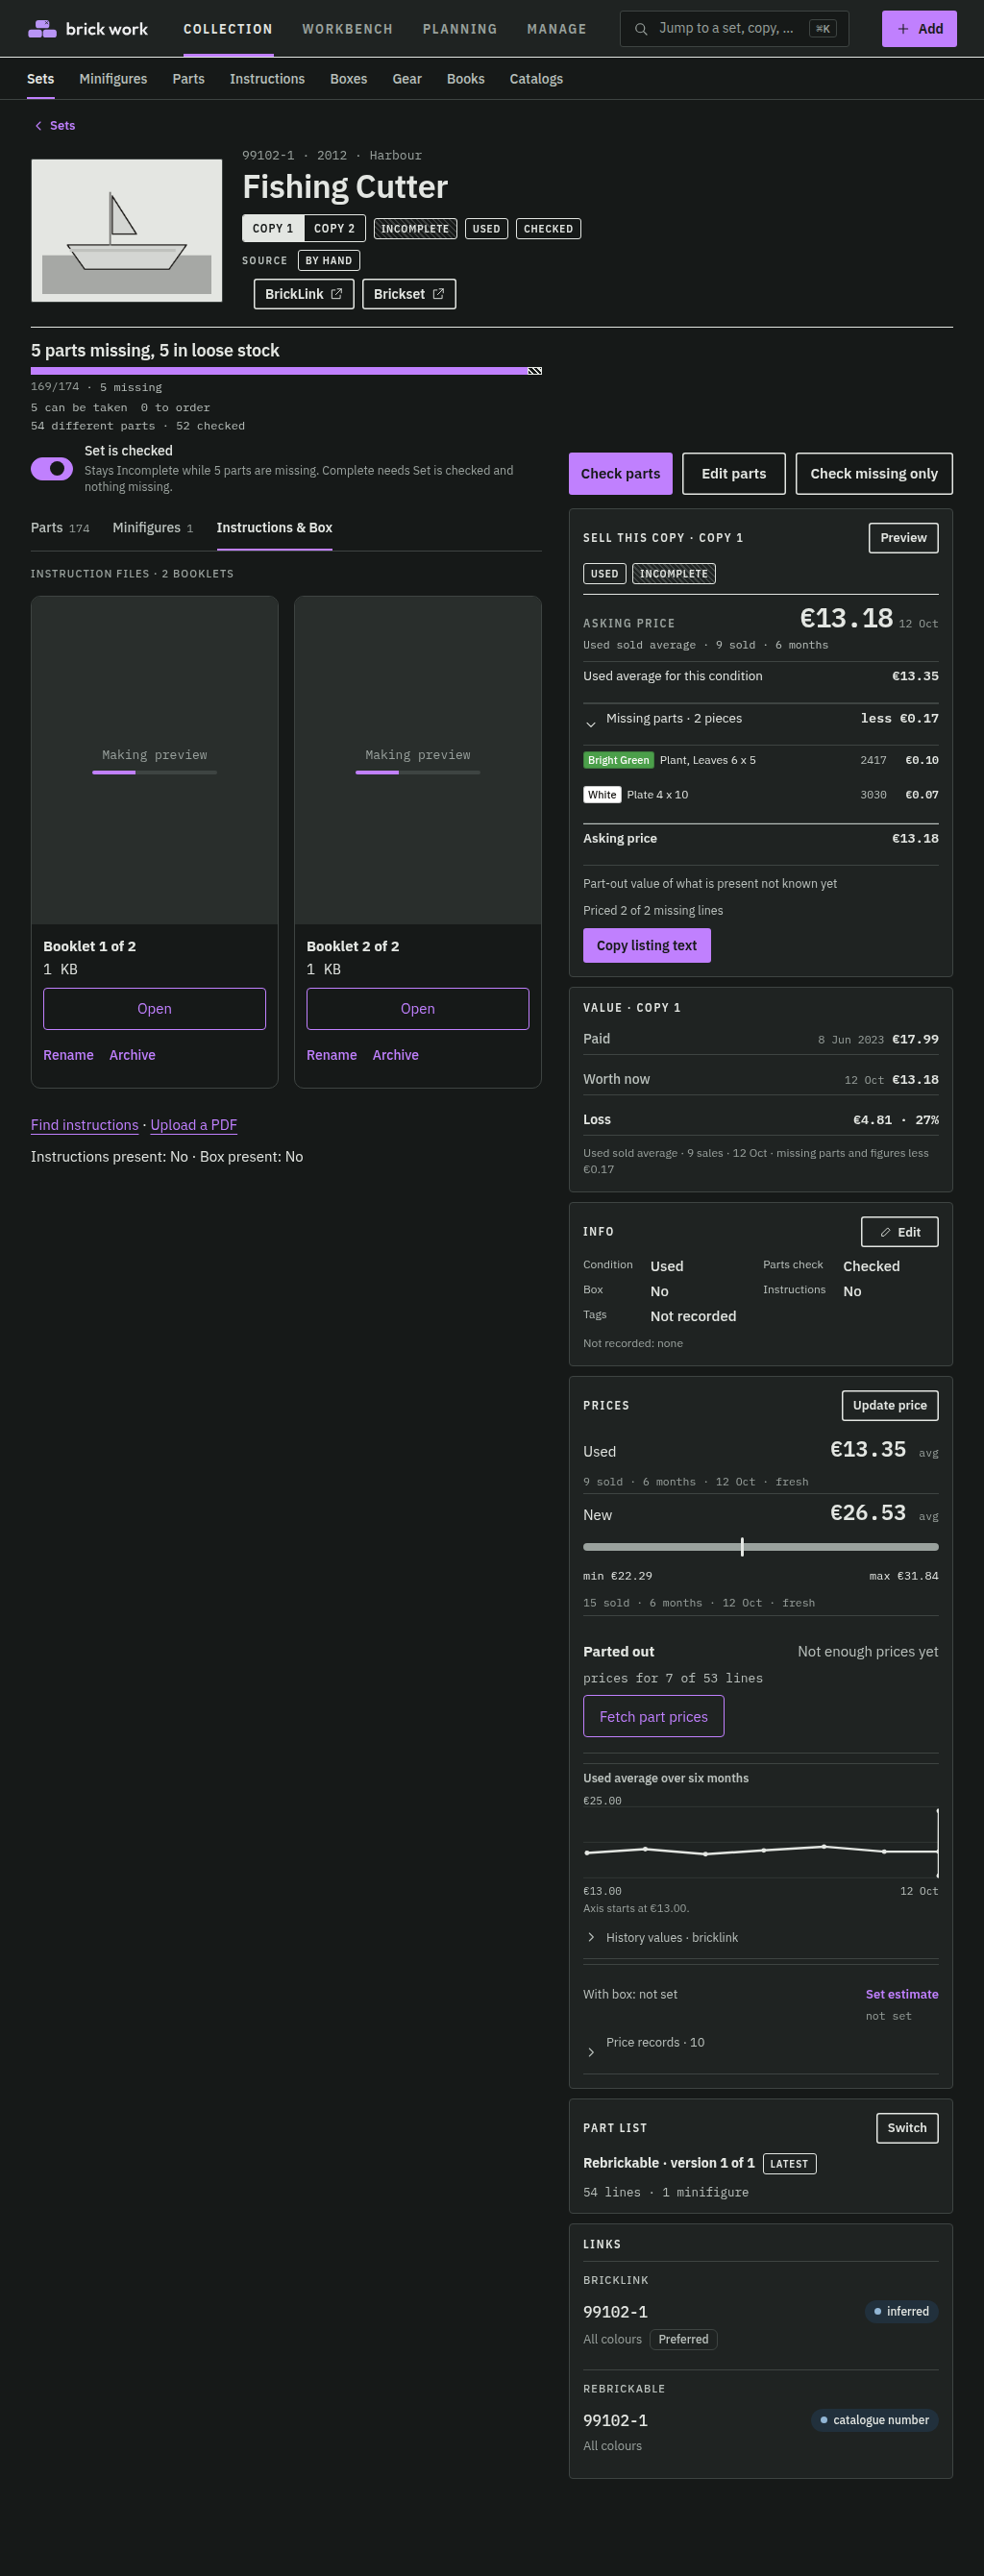 brick work
COLLECTION WORKBENCH PLANNING MANAGE
Jump to a set, copy, ... ⌘K
+ Add
Sets Minifigures Parts Instructions Boxes Gear Books Catalogs
Sets
99102-1 · 2012 · Harbour
Fishing Cutter
COPY 1 COPY 2 INCOMPLETE USED CHECKED
SOURCE BY HAND
BrickLink Brickset
5 parts missing, 5 in loose stock
169/174 · 5 missing
5 can be taken 0 to order
54 different parts · 52 checked
Set is checked
Stays Incomplete while 5 parts are missing. Complete needs Set is checked and
nothing missing.
Parts 174 Minifigures 1 Instructions & Box
INSTRUCTION FILES · 2 BOOKLETS
Making preview Making preview
Booklet 1 of 2 Booklet 2 of 2
1 KB 1 KB
Open Open
Rename Archive Rename Archive
Find instructions · Upload a PDF
Instructions present: No · Box present: No
Check parts Edit parts Check missing only
SELL THIS COPY · COPY 1 Preview
USED INCOMPLETE
ASKING PRICE €13.18 12 Oct
Used sold average · 9 sold · 6 months
Used average for this condition €13.35
Missing parts · 2 pieces less €0.17
Bright Green Plant, Leaves 6 x 5 2417 €0.10
White Plate 4 x 10 3030 €0.07
Asking price €13.18
Part-out value of what is present not known yet
Priced 2 of 2 missing lines
Copy listing text
VALUE · COPY 1
Paid 8 Jun 2023 €17.99
Worth now 12 Oct €13.18
Loss €4.81 · 27%
Used sold average · 9 sales · 12 Oct · missing parts and figures less
€0.17
INFO Edit
Condition Used Parts check Checked
Box No Instructions No
Tags Not recorded
Not recorded: none
PRICES Update price
Used €13.35 avg
9 sold · 6 months · 12 Oct · fresh
New €26.53 avg
min €22.29 max €31.84
15 sold · 6 months · 12 Oct · fresh
Parted out Not enough prices yet
prices for 7 of 53 lines
Fetch part prices
Used average over six months
€25.00
€13.00 12 Oct
Axis starts at €13.00.
History values · bricklink
With box: not set Set estimate
not set
Price records · 10
PART LIST Switch
Rebrickable · version 1 of 1 LATEST
54 lines · 1 minifigure
LINKS
BRICKLINK
99102-1 inferred
All colours Preferred
REBRICKABLE
99102-1 catalogue number
All colours